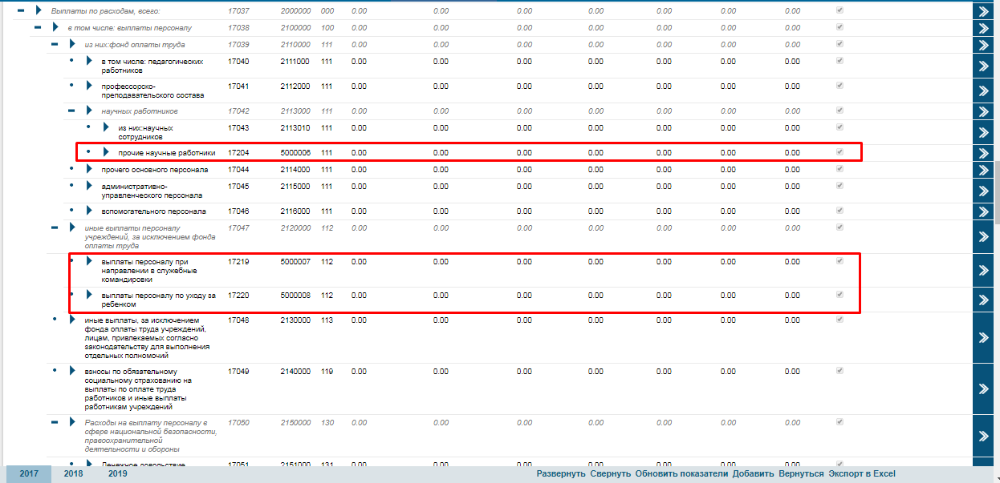 Выплаты по расходам, всего: 17037 2000000 000 0.00 0.00 0.00 0.00 0.00 0.00 0.00
в том числе: выплаты персоналу 17038 2100000 100 0.00 0.00 0.00 0.00 0.00 0.00 0.00
из них:фонд оплаты труда 17039 2110000 111 0.00 0.00 0.00 0.00 0.00 0.00 0.00
в том числе: педагогических 17040 2111000 111 0.00 0.00 0.00 0.00 0.00 0.00 0.00
работников
профессорско- 17041 2112000 111 0.00 0.00 0.00 0.00 0.00 0.00 0.00
преподавательского состава
научных работников 17042 2113000 111 0.00 0.00 0.00 0.00 0.00 0.00 0.00
из них:научных 17043 2113010 111 0.00 0.00 0.00 0.00 0.00 0.00 0.00
сотрудников
прочие научные работники 17204 5000006 111 0.00 0.00 0.00 0.00 0.00 0.00 0.00
прочего основного персонала 17044 2114000 111 0.00 0.00 0.00 0.00 0.00 0.00 0.00
административно- 17045 2115000 111 0.00 0.00 0.00 0.00 0.00 0.00 0.00
управленческого персонала
вспомогательного персонала 17046 2116000 111 0.00 0.00 0.00 0.00 0.00 0.00 0.00
иные выплаты персоналу 17047 2120000 112 0.00 0.00 0.00 0.00 0.00 0.00 0.00
учреждений, за исключением фонда
оплаты труда
выплаты персоналу при 17219 5000007 112 0.00 0.00 0.00 0.00 0.00 0.00 0.00
направлении в служебные
командировки
выплаты персоналу по уходу за 17220 5000008 112 0.00 0.00 0.00 0.00 0.00 0.00 0.00
ребенком
иные выплаты, за исключением 17048 2130000 113 0.00 0.00 0.00 0.00 0.00 0.00 0.00
фонда оплаты труда учреждений,
лицам, привлекаемых согласно
законодательству для выполнения
отдельных полномочий
взносы по обязательному 17049 2140000 119 0.00 0.00 0.00 0.00 0.00 0.00 0.00
социальному страхованию на
выплаты по оплате труда
работников и иные выплаты
работникам учреждений
Расходы на выплату персоналу в 17050 2150000 130 0.00 0.00 0.00 0.00 0.00 0.00 0.00
сфере национальной безопасности,
правоохранительной
деятельности и обороны
Денежное довольствие 17051 2151000 131 0.00 0.00 0.00 0.00 0.00 0.00 0.00
2017 2018 2019 Развернуть Свернуть Обновить показатели Добавить Вернуться Экспорт в Excel